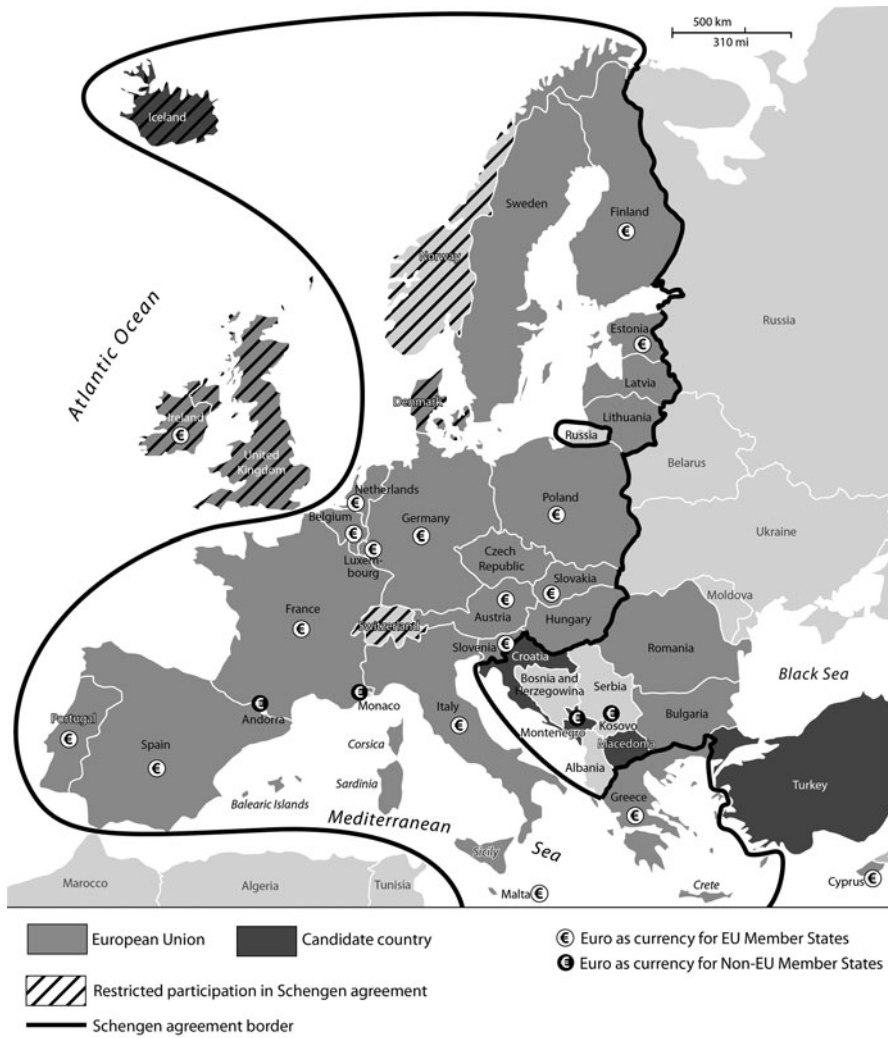 500 km
310 mi
Iceland
Sweden
Finland
€
Norway
Atlantic Ocean
Russia
Estonia
€
Latvia
Denmark
Lithuania
Ireland
€
Russia
United
Kingdom
Belarus
Netherlands
€
Poland
€
Belgium
€
Germany
€
Ukraine
Luxem-
bourg
€
Czech
Republic
Slovakia
€
Moldova
France
€
Austria
€
Switzerland
Hungary
Slovenia
€
Croatia
Romania
Bosnia and
Herzegowina
Serbia
Black Sea
€
Andorra
€
Monaco
Italy
€
€
Montenegro
€
Kosovo
Bulgaria
Portugal
€
Spain
€
Corsica
Macedonia
Albania
Sardinia
Turkey
Balearic Islands
Greece
€
Mediterranean
Sea
Sicily
Marocco
Algeria
Tunisia
Malta €
Crete
Cyprus €
European Union
Candidate country
€ Euro as currency for EU Member States
€ Euro as currency for Non-EU Member States
Restricted participation in Schengen agreement
Schengen agreement border